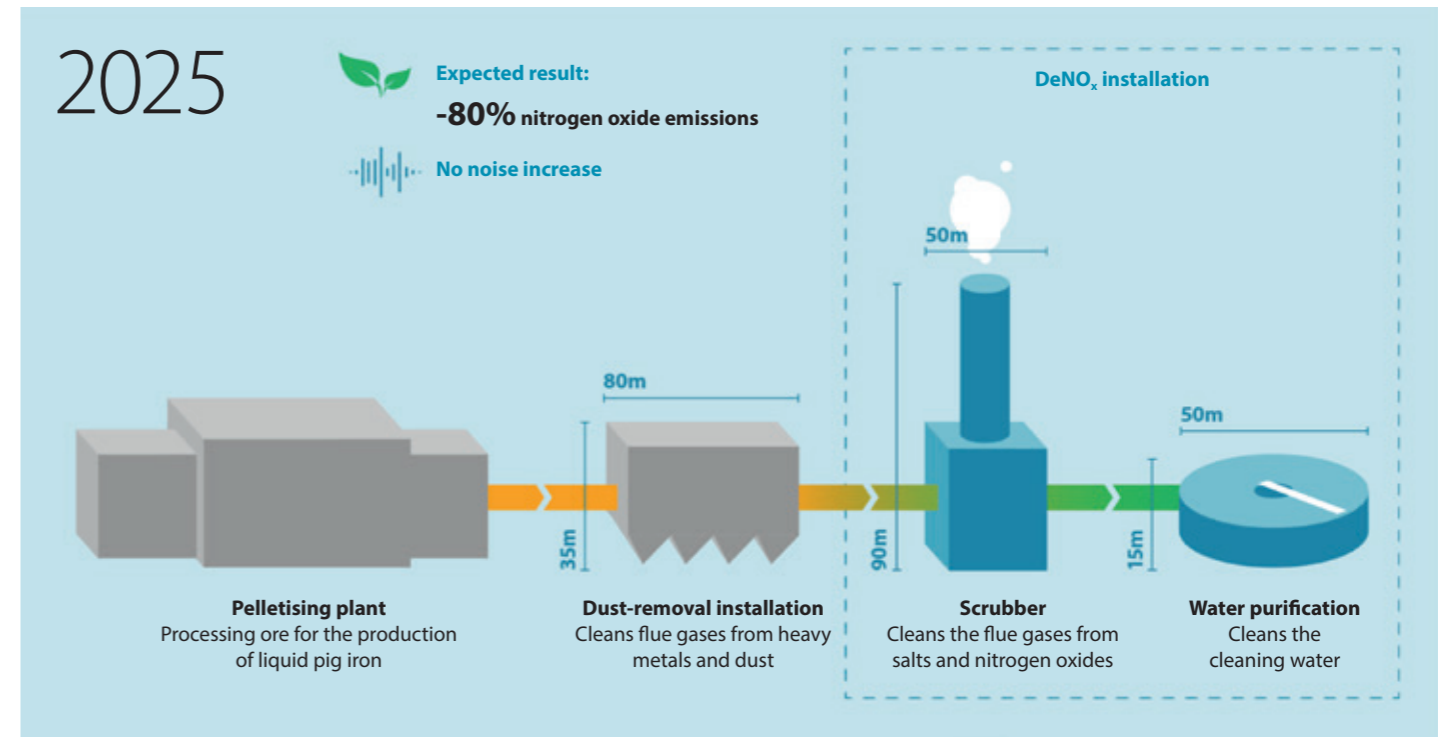 2025
Expected result:
-80% nitrogen oxide emissions
No noise increase
DeNOx installation
50m
80m
50m
35m
90m
15m
Pelletising plant
Processing ore for the production
of liquid pig iron
Dust-removal installation
Cleans flue gases from heavy
metals and dust
Scrubber
Cleans the flue gases from
salts and nitrogen oxides
Water purification
Cleans the
cleaning water